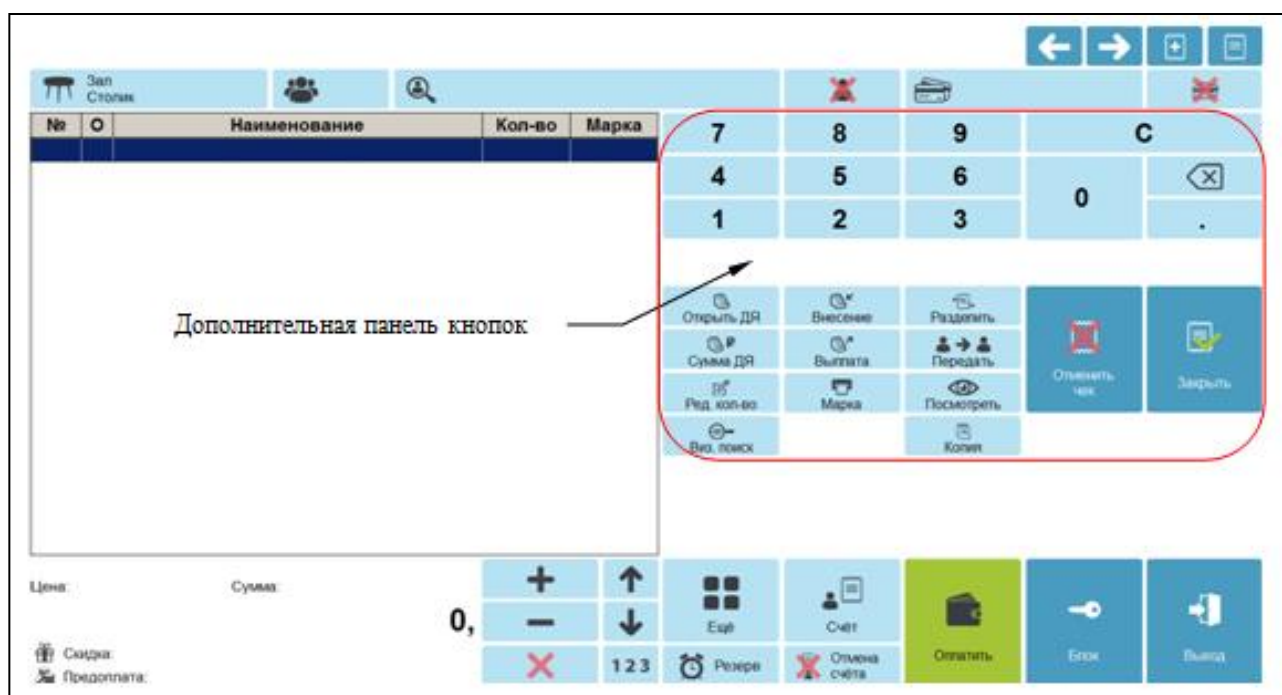 Зал
Столик
№ О Наименование Кол-во Марка
7 8 9 С
4 5 6
0
1 2 3 .
Дополнительная панель кнопок
Открыть ДЯ Внесение Разделить
Сумма ДЯ Выплата Передать
Отменить
чек
Закрыть
Ред. кол-во Марка Посмотреть
Виз. поиск Копия
Цена: Сумма:
0,
+
−
Ещё Счёт Оплатить Блок Выход
Скидка:
Предоплата:
123 Резерв Отмена
счёта